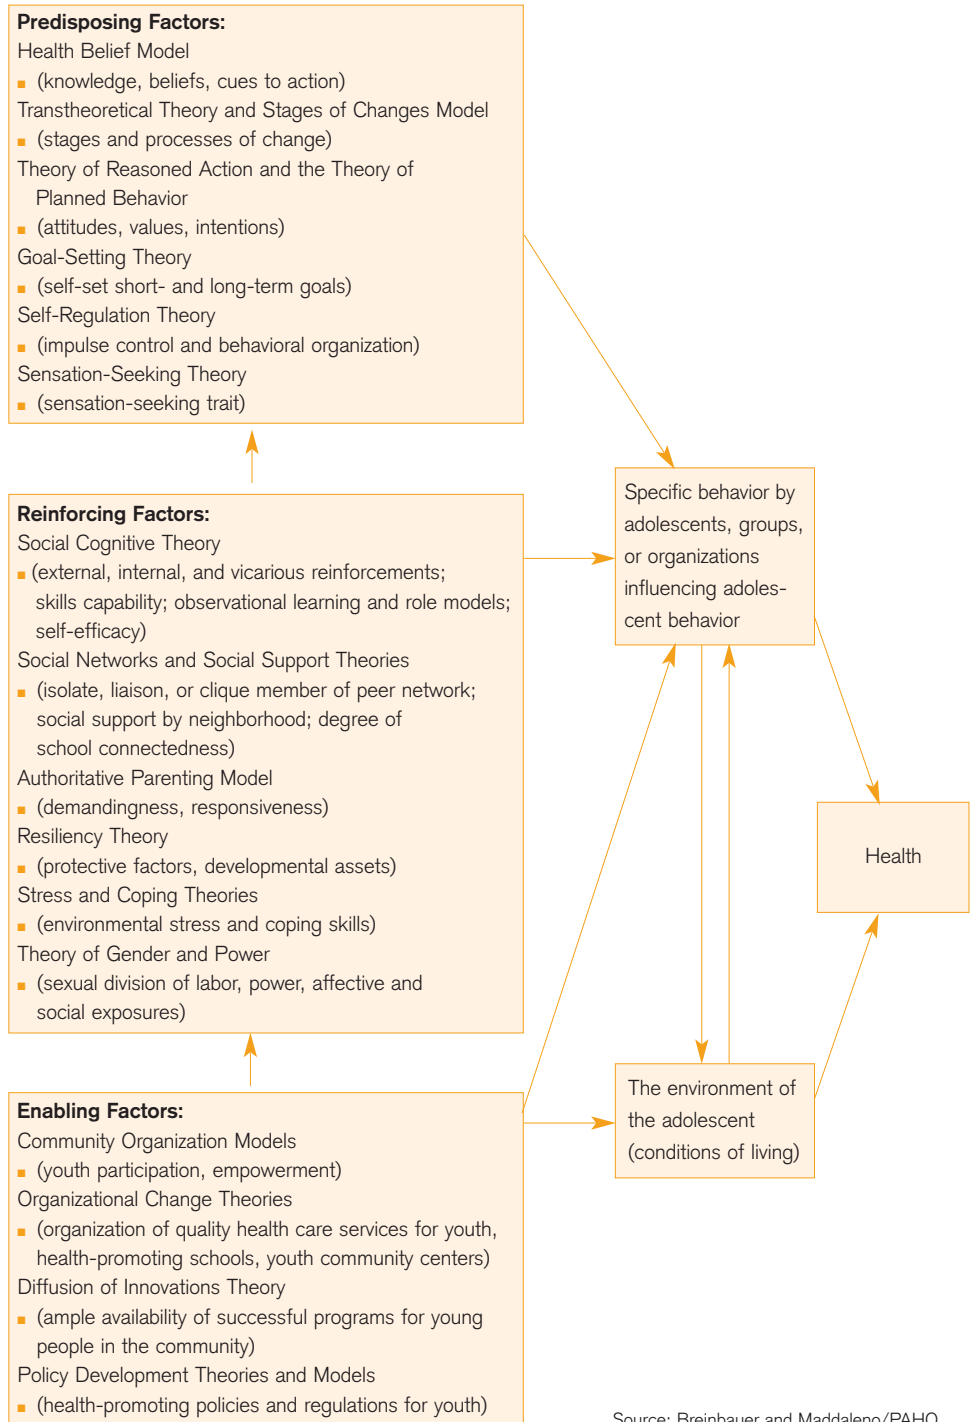 Predisposing Factors:
Health Belief Model
▪ (knowledge, beliefs, cues to action)
Transtheoretical Theory and Stages of Changes Model
▪ (stages and processes of change)
Theory of Reasoned Action and the Theory of
Planned Behavior
▪ (attitudes, values, intentions)
Goal-Setting Theory
▪ (self-set short- and long-term goals)
Self-Regulation Theory
▪ (impulse control and behavioral organization)
Sensation-Seeking Theory
▪ (sensation-seeking trait)
Reinforcing Factors:
Social Cognitive Theory
▪ (external, internal, and vicarious reinforcements;
skills capability; observational learning and role models;
self-efficacy)
Social Networks and Social Support Theories
▪ (isolate, liaison, or clique member of peer network;
social support by neighborhood; degree of
school connectedness)
Authoritative Parenting Model
▪ (demandingness, responsiveness)
Resiliency Theory
▪ (protective factors, developmental assets)
Stress and Coping Theories
▪ (environmental stress and coping skills)
Theory of Gender and Power
▪ (sexual division of labor, power, affective and
social exposures)
Enabling Factors:
Community Organization Models
▪ (youth participation, empowerment)
Organizational Change Theories
▪ (organization of quality health care services for youth,
health-promoting schools, youth community centers)
Diffusion of Innovations Theory
▪ (ample availability of successful programs for young
people in the community)
Policy Development Theories and Models
▪ (health-promoting policies and regulations for youth)
Specific behavior by
adolescents, groups,
or organizations
influencing adoles-
cent behavior
The environment of
the adolescent
(conditions of living)
Health
Source: Breinbauer and Maddaleno/PAHO